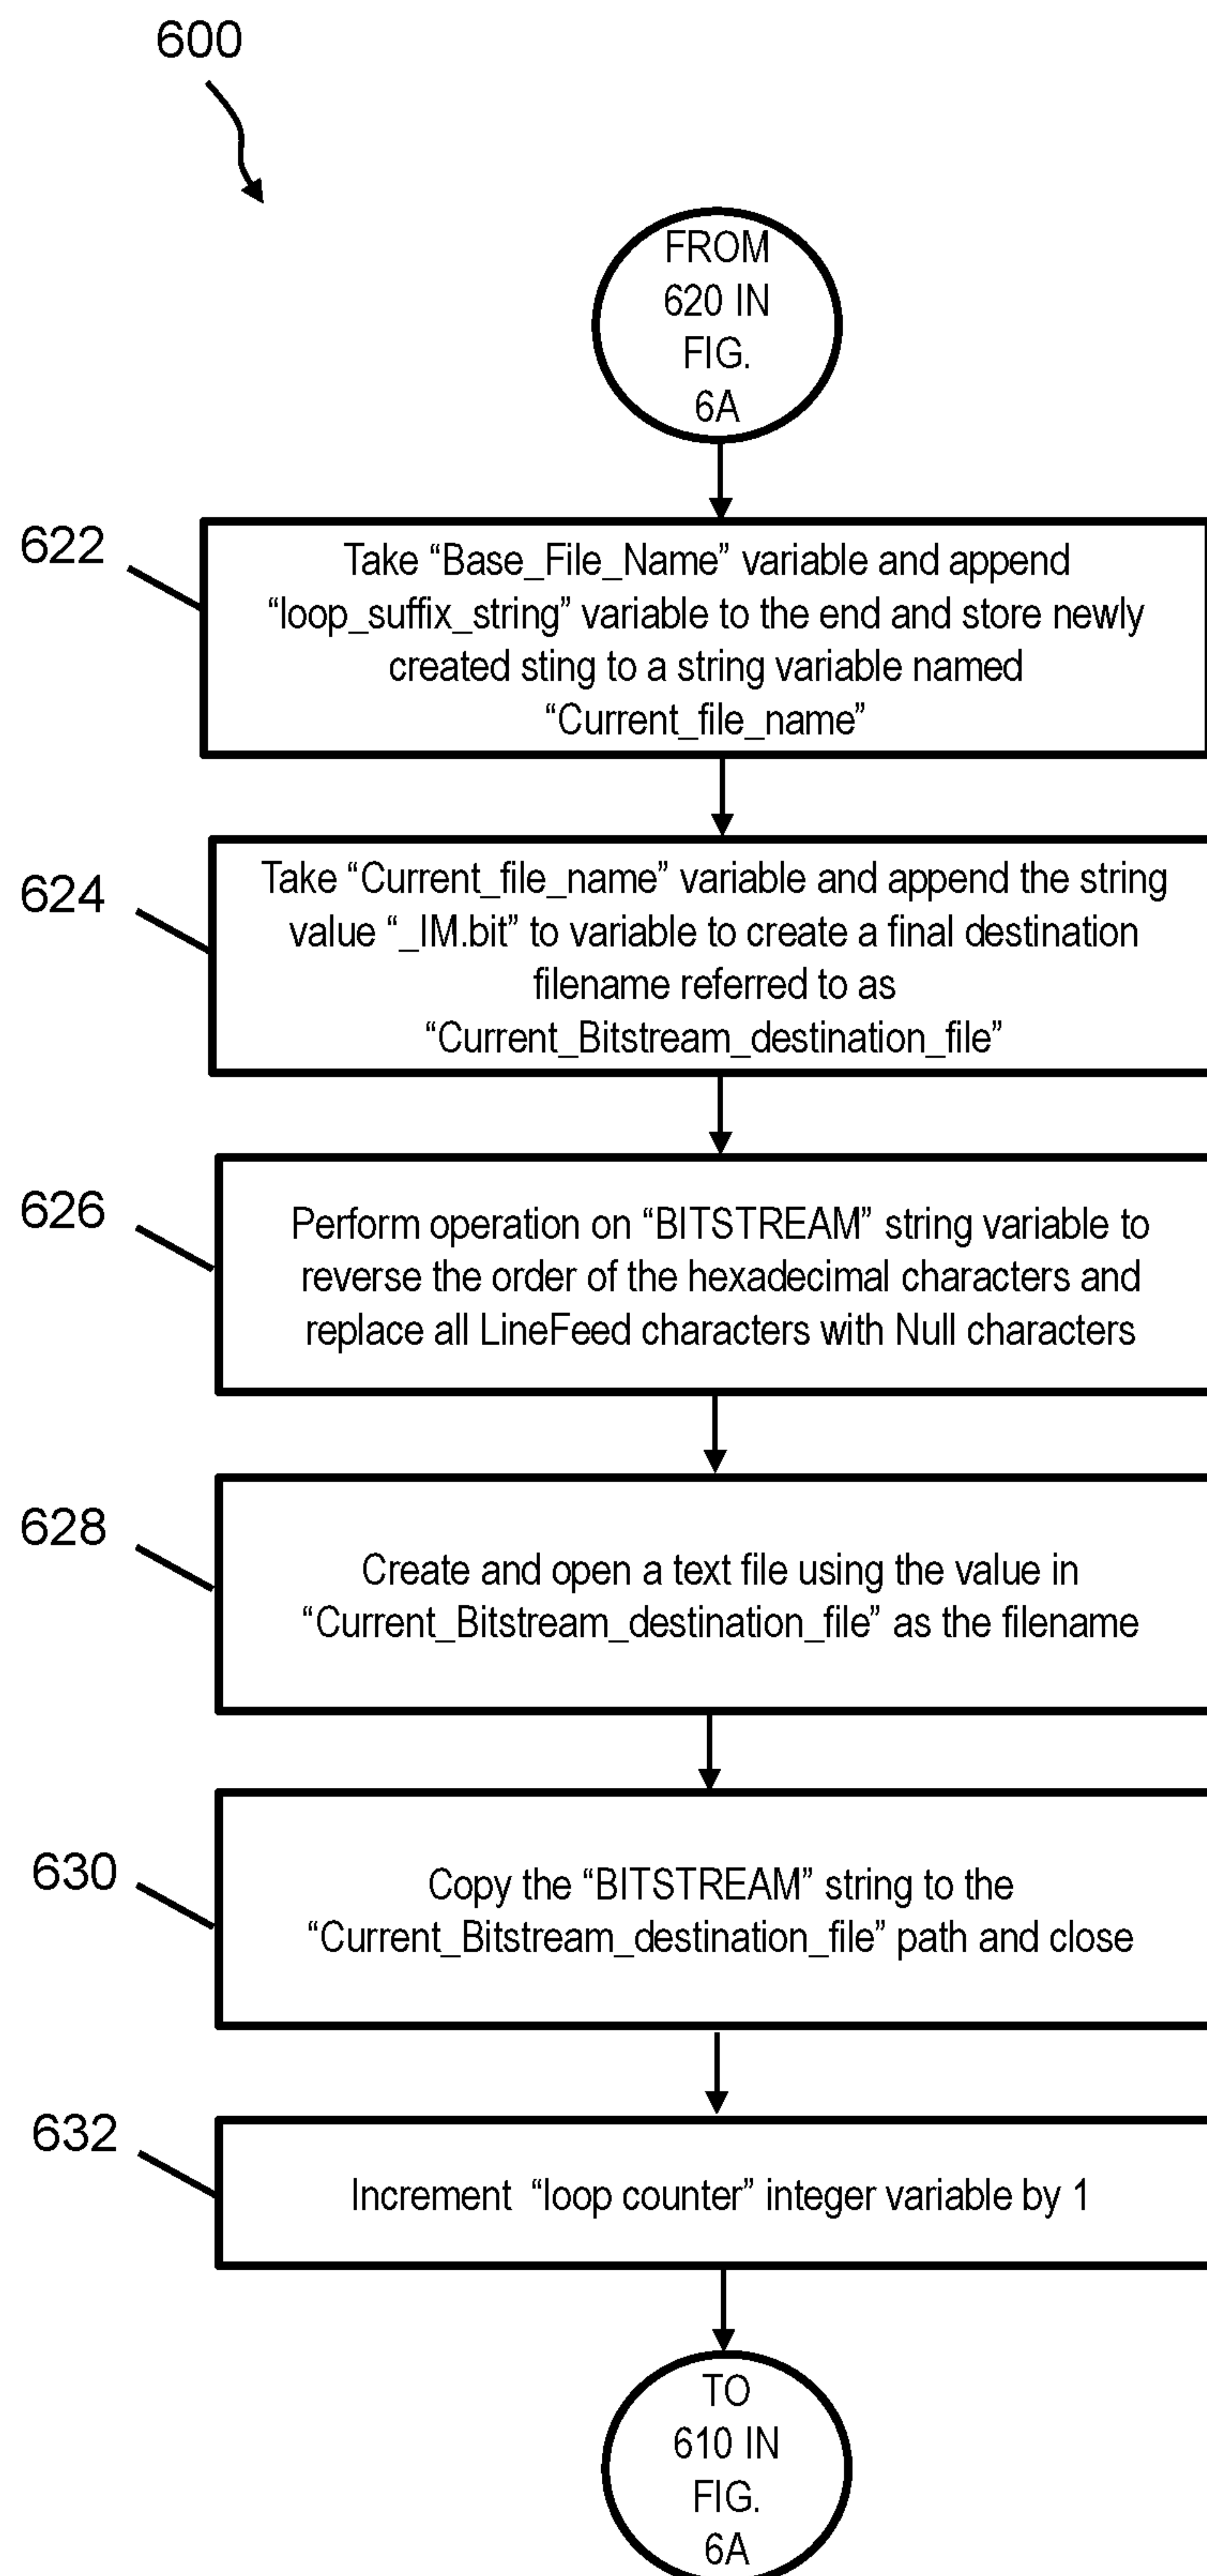 600
FROM
620 IN
FIG.
6A
622
Take “Base_File_Name” variable and append
“loop_suffix_string” variable to the end and store newly
created sting to a string variable named
“Current_file_name”
624
Take “Current_file_name” variable and append the string
value “_IM.bit” to variable to create a final destination
filename referred to as
“Current_Bitstream_destination_file”
626
Perform operation on “BITSTREAM” string variable to
reverse the order of the hexadecimal characters and
replace all LineFeed characters with Null characters
628
Create and open a text file using the value in
“Current_Bitstream_destination_file” as the filename
630
Copy the “BITSTREAM” string to the
“Current_Bitstream_destination_file” path and close
632
Increment “loop counter” integer variable by 1
TO
610 IN
FIG.
6A